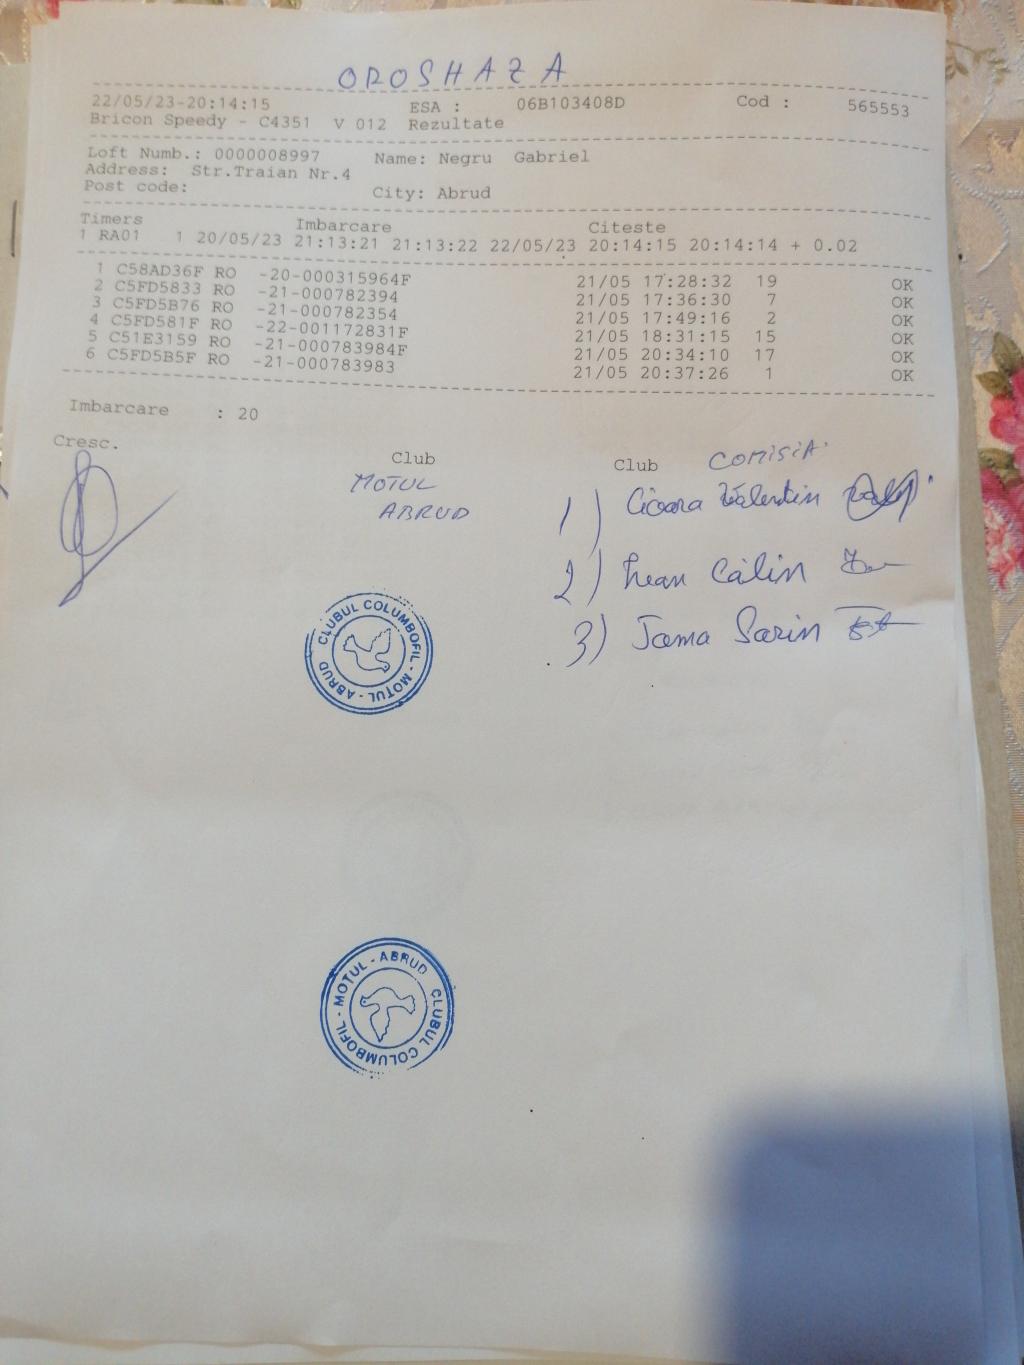 OROSHAZA
22/05/23-20:14:15 ESA : 06B103408D Cod : 565553
Bricon Speedy - C4351 V 012 Rezultate
Loft Numb.: 0000008997 Name: Negru Gabriel
Address: Str.Traian Nr.4
Post code: City: Abrud
Timers Imbarcare Citeste
1 RA01 1 20/05/23 21:13:21 21:13:22 22/05/23 20:14:15 20:14:14 + 0.02
1 C58AD36F RO -20-000315964F 21/05 17:28:32 19 OK
2 C5FD5833 RO -21-000782394 21/05 17:36:30 7 OK
3 C5FD5B76 RO -21-000782354 21/05 17:49:16 2 OK
4 C5FD581F RO -22-001172831F 21/05 18:31:15 15 OK
5 C51E3159 RO -21-000783984F 21/05 20:34:10 17 OK
6 C5FD5B5F RO -21-000783983 21/05 20:37:26 1 OK
Imbarcare : 20
Cresc. Club Club COMISIA
MOTUL
ABRUD
1) Cioara Valentin
2) Călin
3) Sorin
CLUBUL COLUMBOFIL - MOTUL - ABRUD
CLUBUL COLUMBOFIL - MOTUL - ABRUD